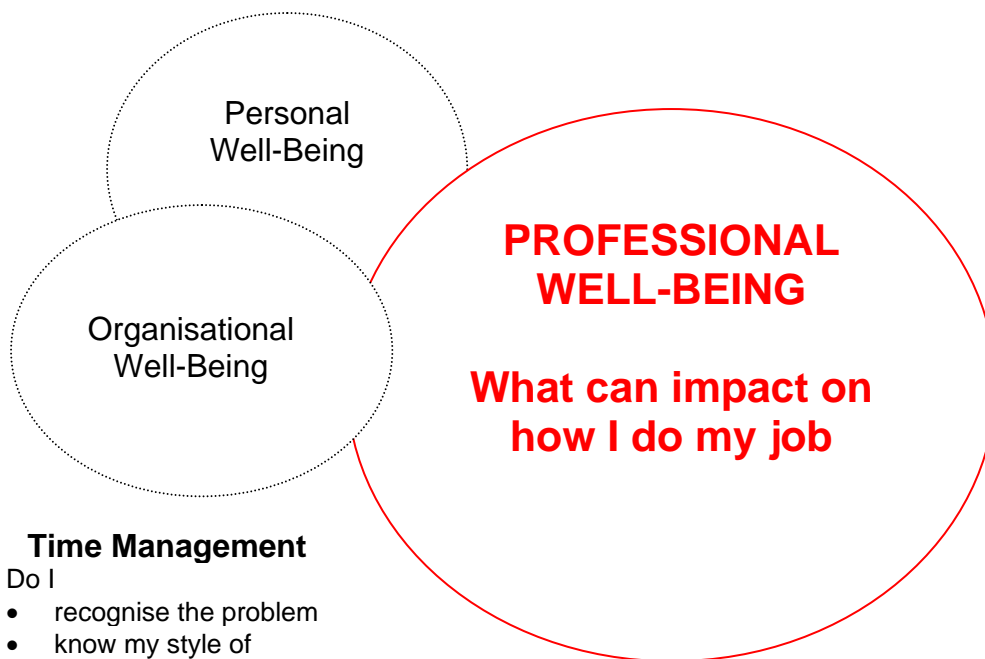 Personal
Well-Being
PROFESSIONAL
WELL-BEING
What can impact on
how I do my job
Organisational
Well-Being
Time Management
Do I
• recognise the problem
• know my style of